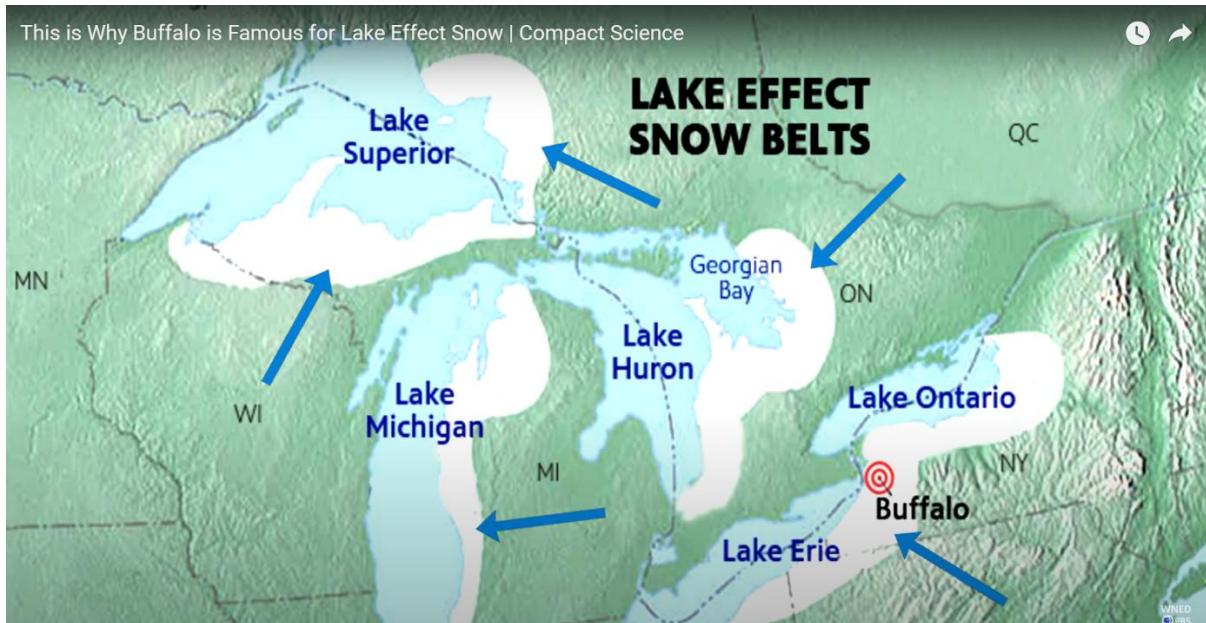 This is Why Buffalo is Famous for Lake Effect Snow | Compact Science
LAKE EFFECT
SNOW BELTS
Lake
Superior
QC
Georgian
Bay
MN
ON
Lake
Huron
Lake
Michigan
WI
Lake Ontario
MI
NY
Buffalo
Lake Erie
WNED
PBS